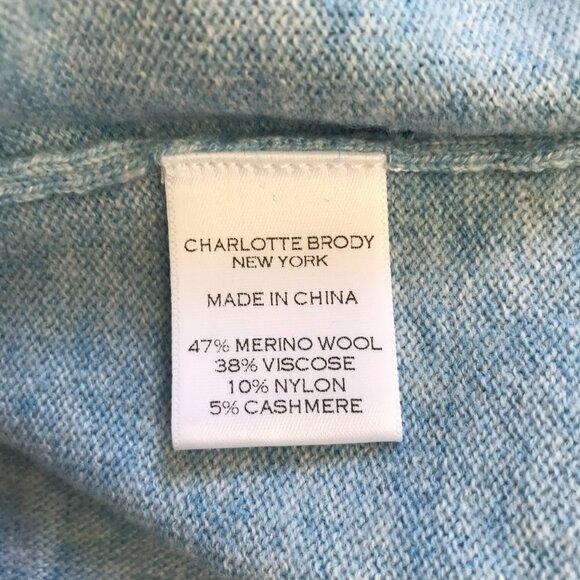 CHARLOTTE BRODY
NEW YORK
MADE IN CHINA
47% MERINO WOOL
38% VISCOSE
10% NYLON
5% CASHMERE